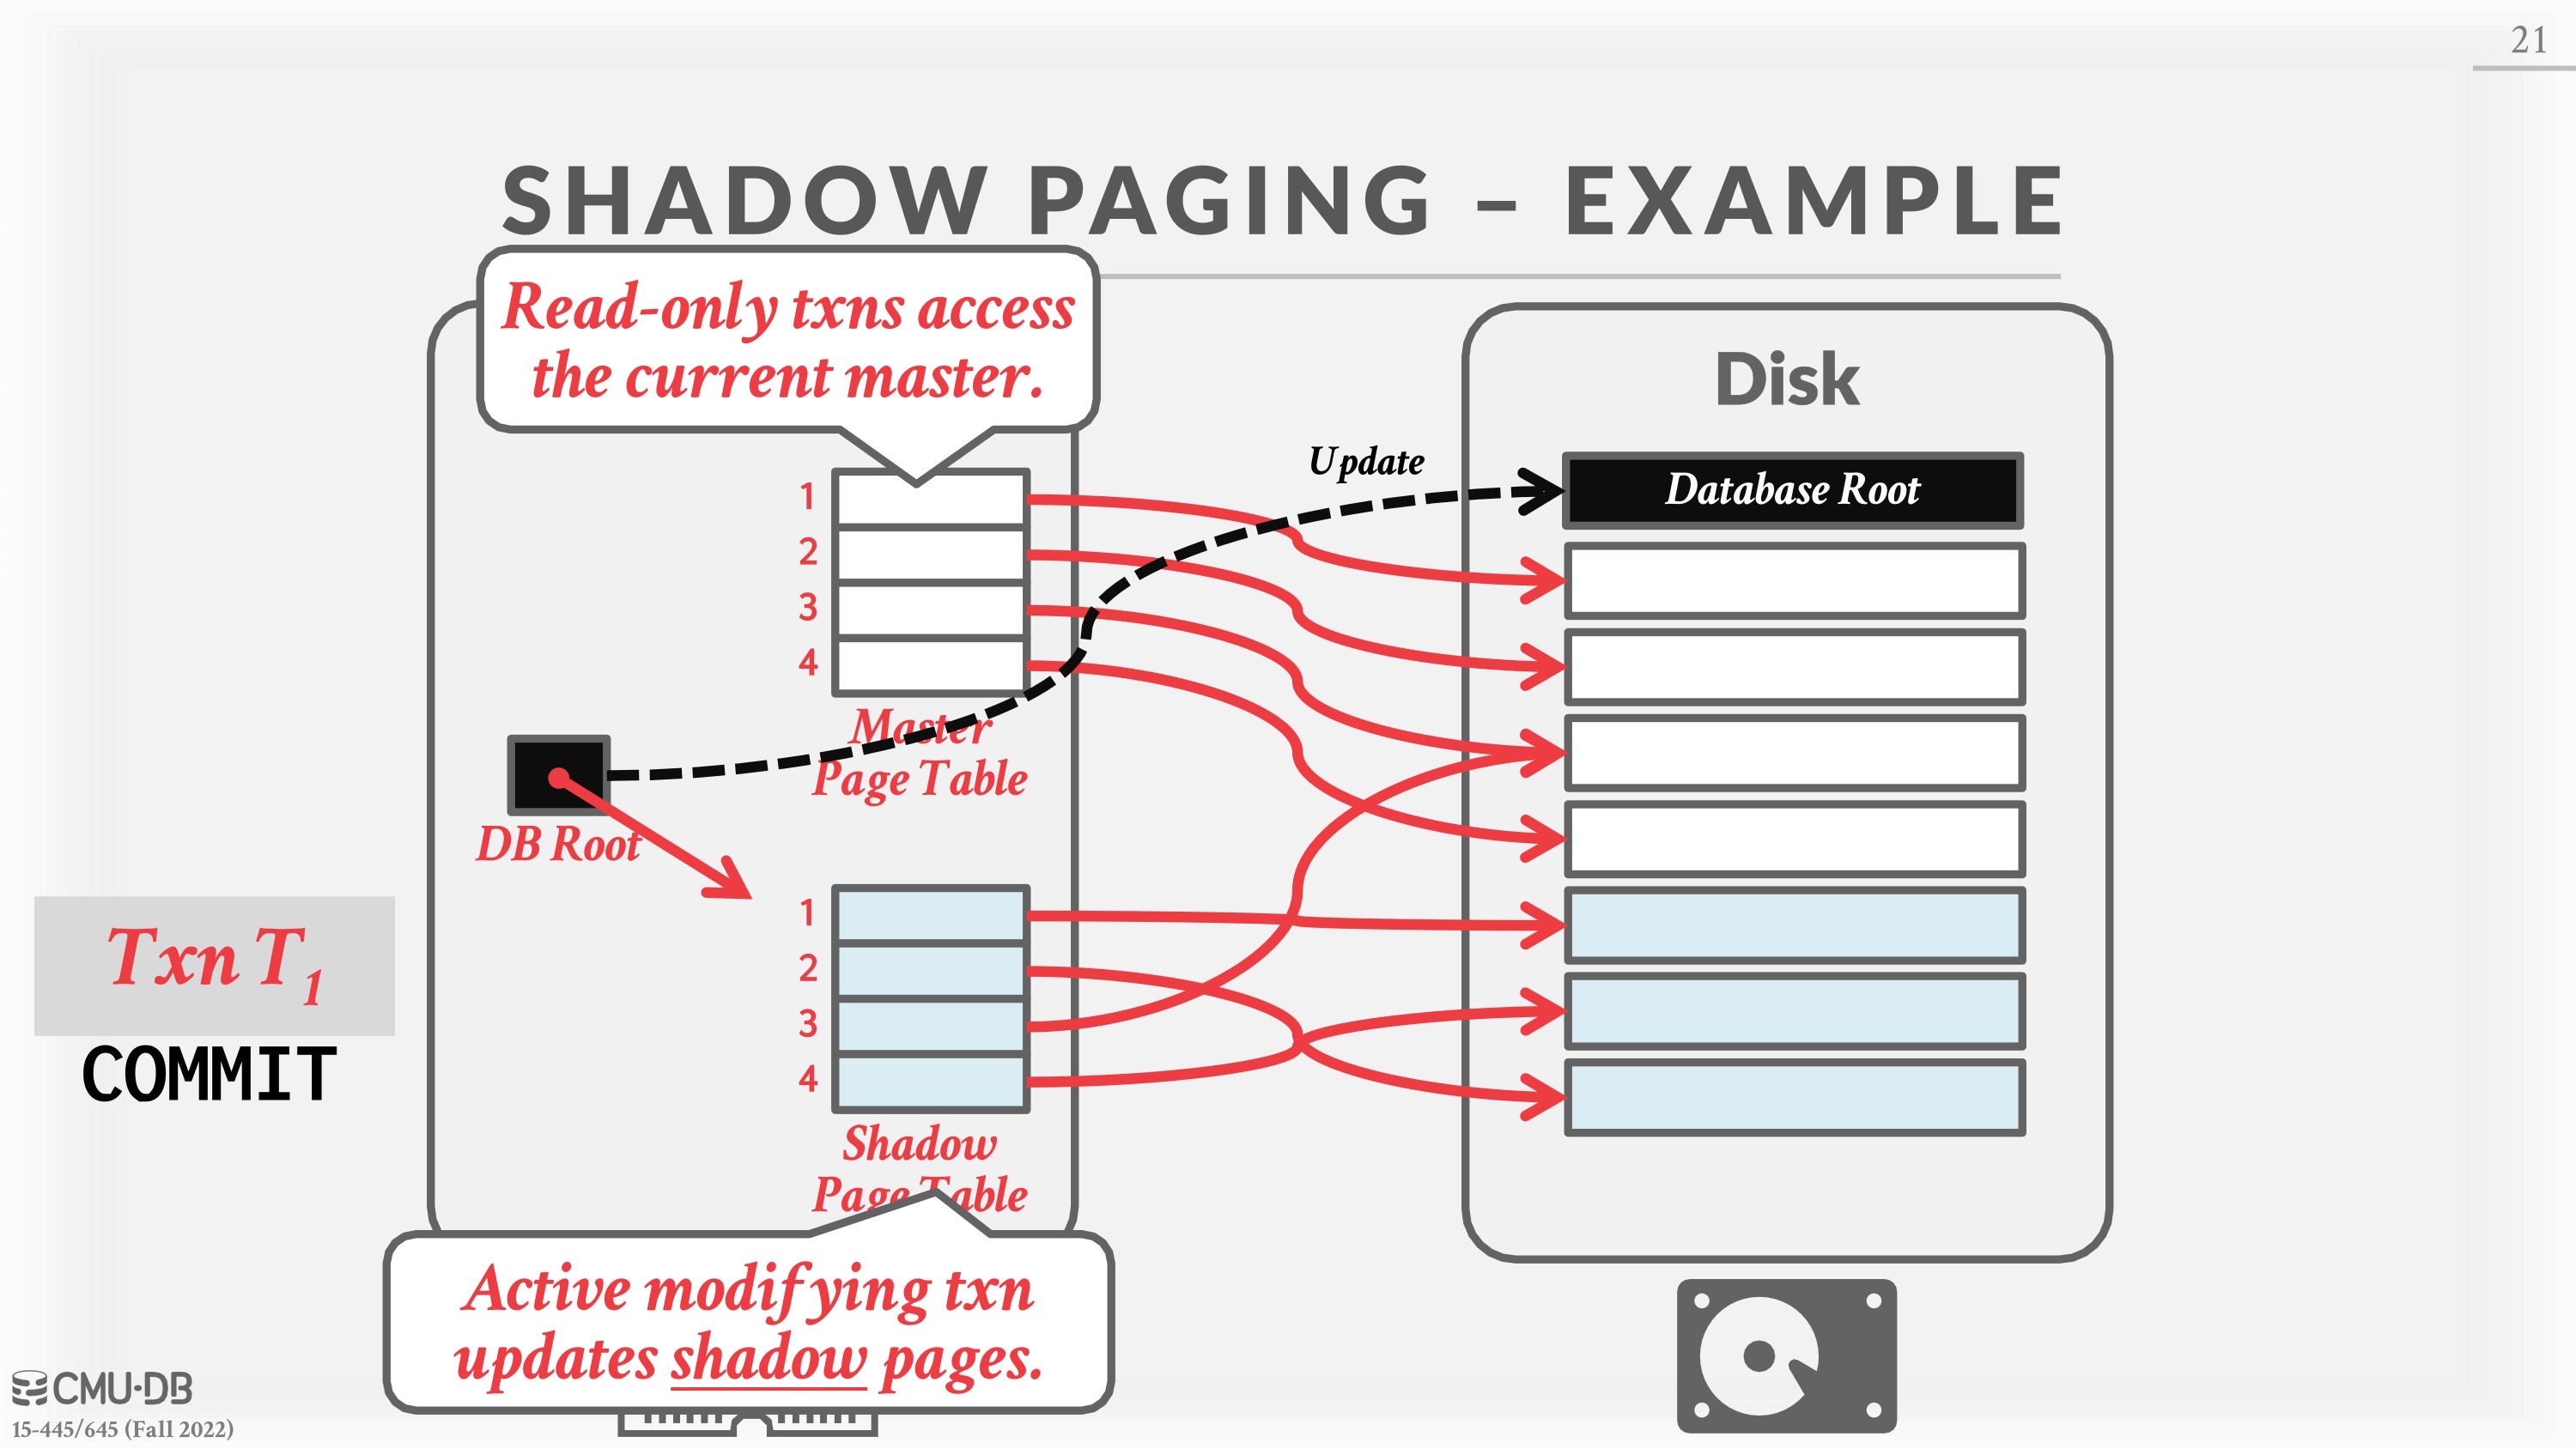 21
SHADOW PAGING – EXAMPLE
Read-only txns access
the current master.
Disk
Update
Database Root
1
2
3
4
Master
Page Table
DB Root
Txn T1
COMMIT
1
2
3
4
Shadow
Page Table
Active modifying txn
updates shadow pages.
CMU·DB
15-445/645 (Fall 2022)